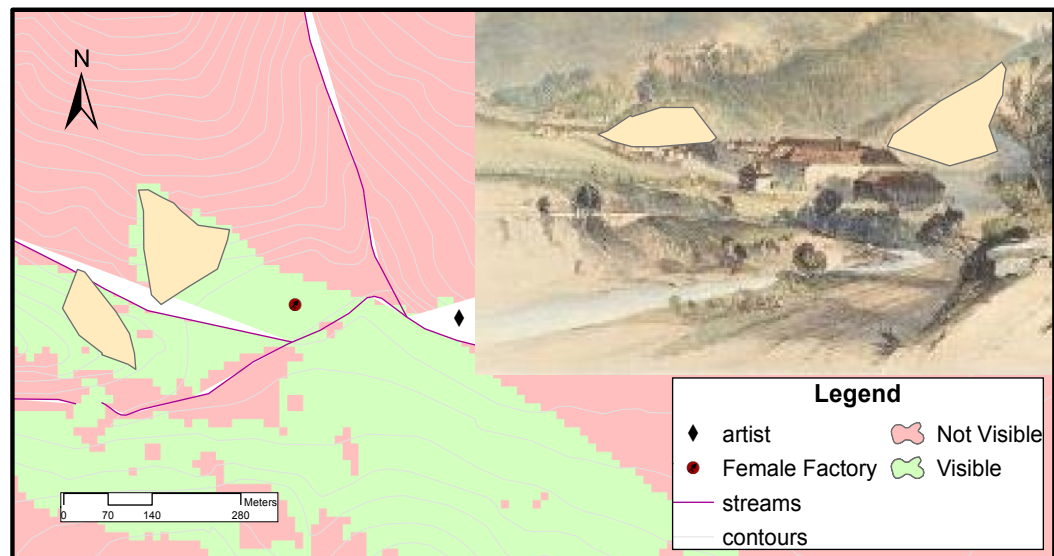 N
Legend
artist
Not Visible
Female Factory
Visible
streams
contours
Meters
0 70 140 280